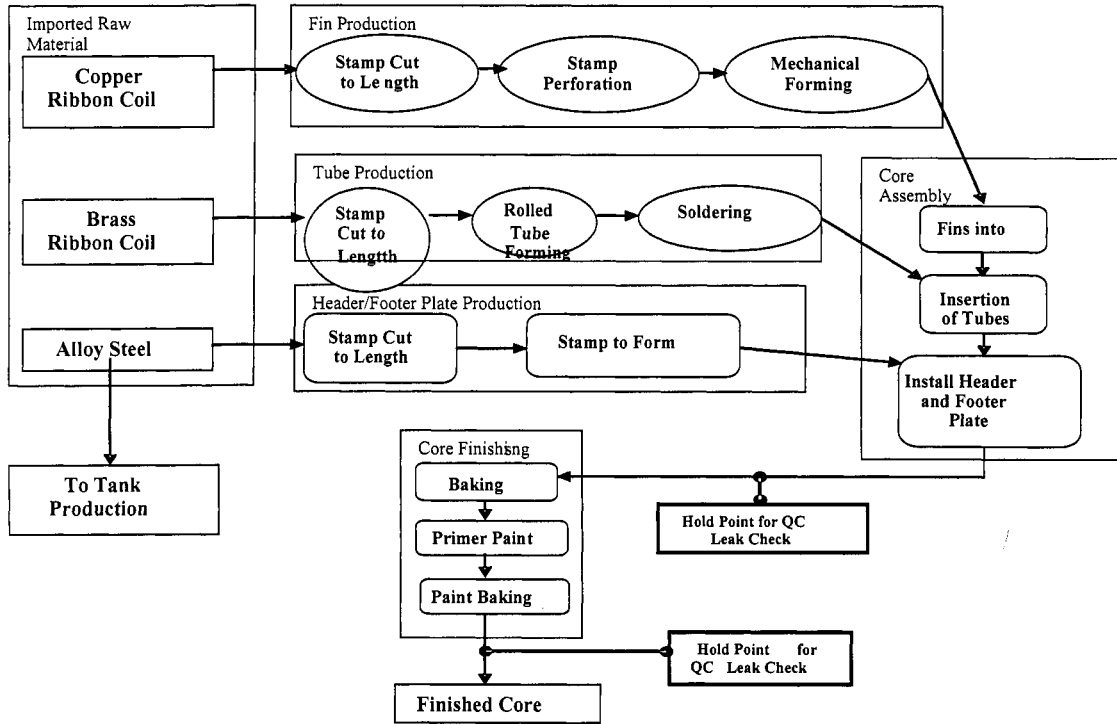 Imported Raw
Material
Copper
Ribbon Coil
Brass
Ribbon Coil
Alloy Steel
To Tank
Production
Fin Production
Stamp Cut
to Length
Stamp
Perforation
Mechanical
Forming
Tube Production
Stamp
Cut to
Lengtth
Rolled
Tube
Forming
Soldering
Header/Footer Plate Production
Stamp Cut
to Length
Stamp to Form
Core
Assembly
Fins into
Insertion
of Tubes
Install Header
and Footer
Plate
Core Finishing
Baking
Primer Paint
Paint Baking
Hold Point for QC
Leak Check
Hold Point for
QC Leak Check
Finished Core